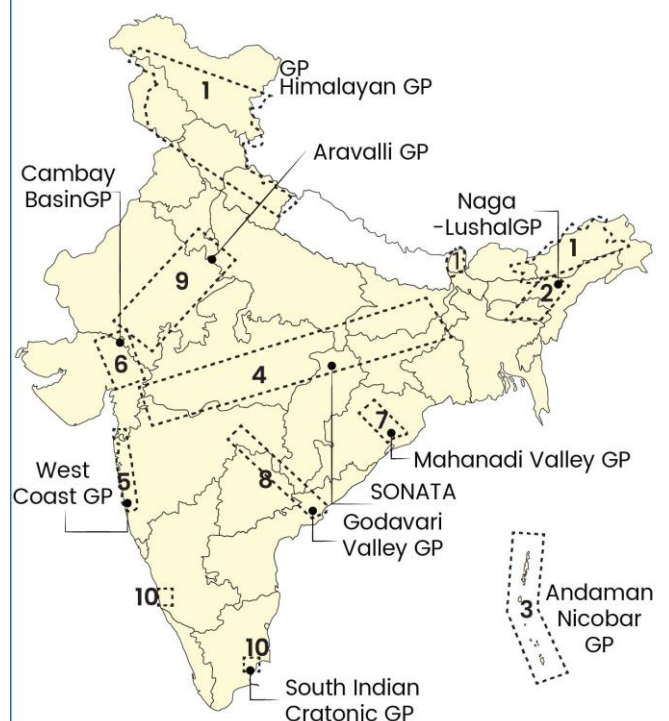 GP
Himalayan GP
1
Aravalli GP
Cambay
BasinGP
Naga
-LushalGP
1
1
2
9
6
4
7
Mahanadi Valley GP
West
Coast GP
5
8
SONATA
Godavari
Valley GP
10
3
Andaman
Nicobar
GP
10
South Indian
Cratonic GP